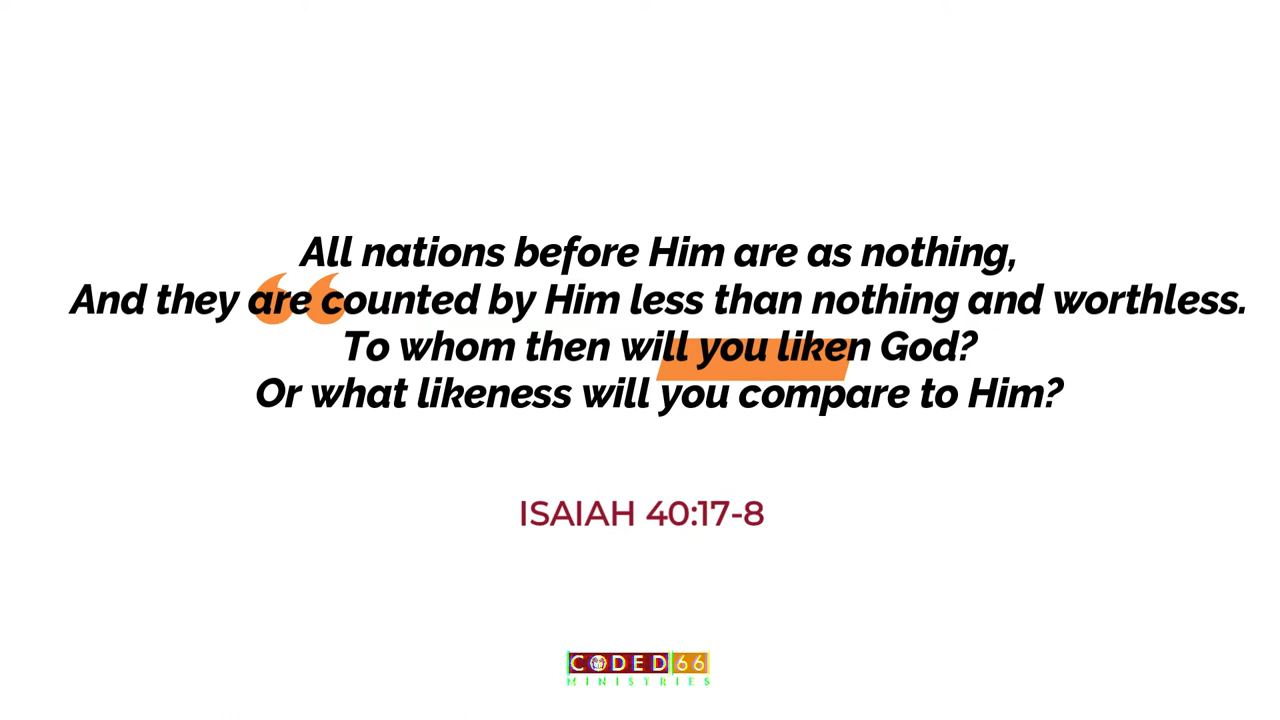 All nations before Him are as nothing,
And they are counted by Him less than nothing and worthless.
To whom then will you liken God?
Or what likeness will you compare to Him?
ISAIAH 40:17-8
CODED 66
MINISTRIES